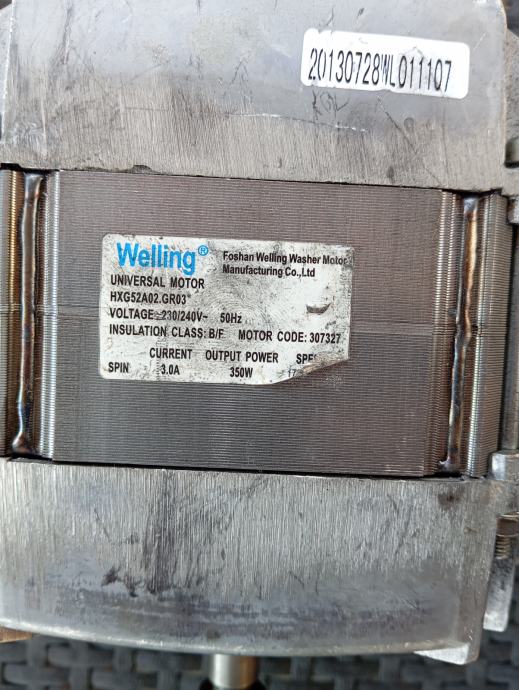 20130728WL011107
Welling®
Foshan Welling Washer Motor
Manufacturing Co.,Ltd
UNIVERSAL MOTOR
HXG52A02.GR03
VOLTAGE:230/240V~ 50Hz
INSULATION CLASS: B/F MOTOR CODE: 307327
CURRENT OUTPUT POWER
SPIN 3.0A 350W